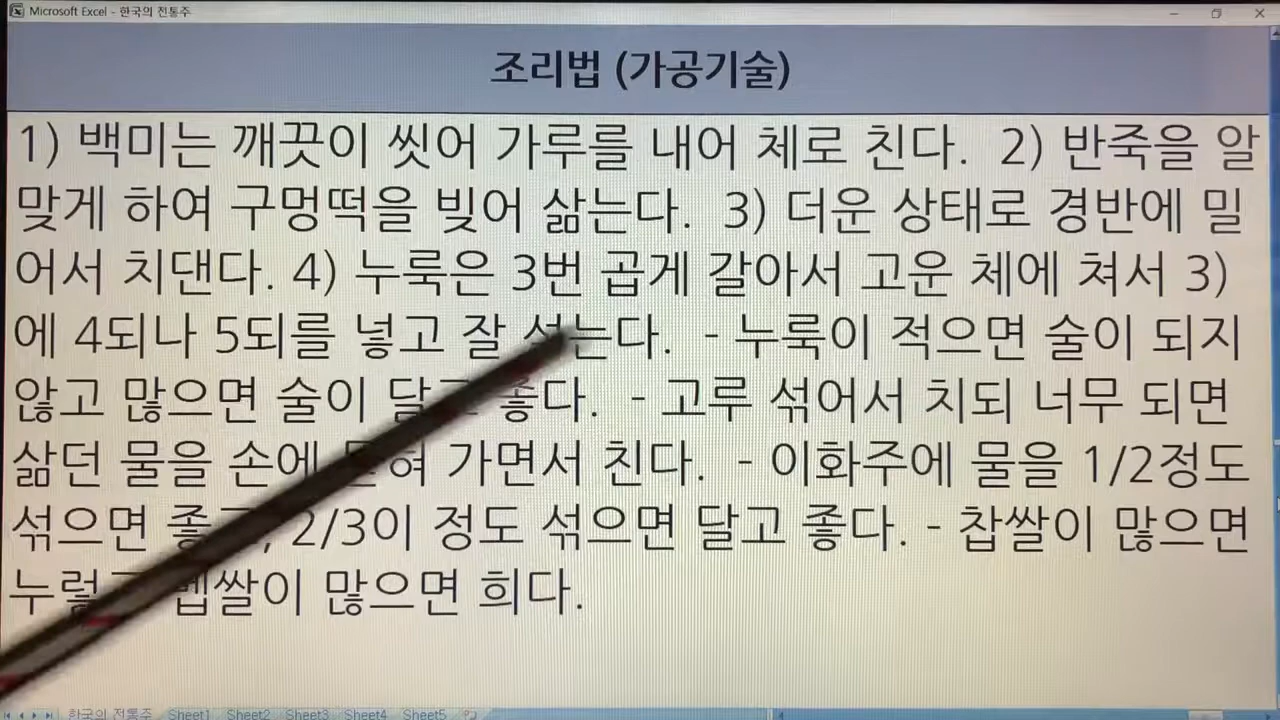 Microsoft Excel - 한국의 전통주
조리법 (가공기술)
1) 백미는 깨끗이 씻어 가루를 내어 체로 친다. 2) 반죽을 알
맞게 하여 구멍떡을 빚어 삶는다. 3) 더운 상태로 경반에 밀
어서 치댄다. 4) 누룩은 3번 곱게 갈아서 고운 체에 쳐서 3)
에 4되나 5되를 넣고 잘 섞는다. - 누룩이 적으면 술이 되지
않고 많으면 술이 좋다. - 고루 섞어서 치되 너무 되면
삶던 물을 손에 가면서 친다. - 이화주에 물을 1/2정도
섞으면 2/3이 정도 섞으면 달고 좋다. - 찹쌀이 많으면
멥쌀이 많으면 희다.
한국의 전통주 Sheet1 Sheet2 Sheet3 Sheet4 Sheet5